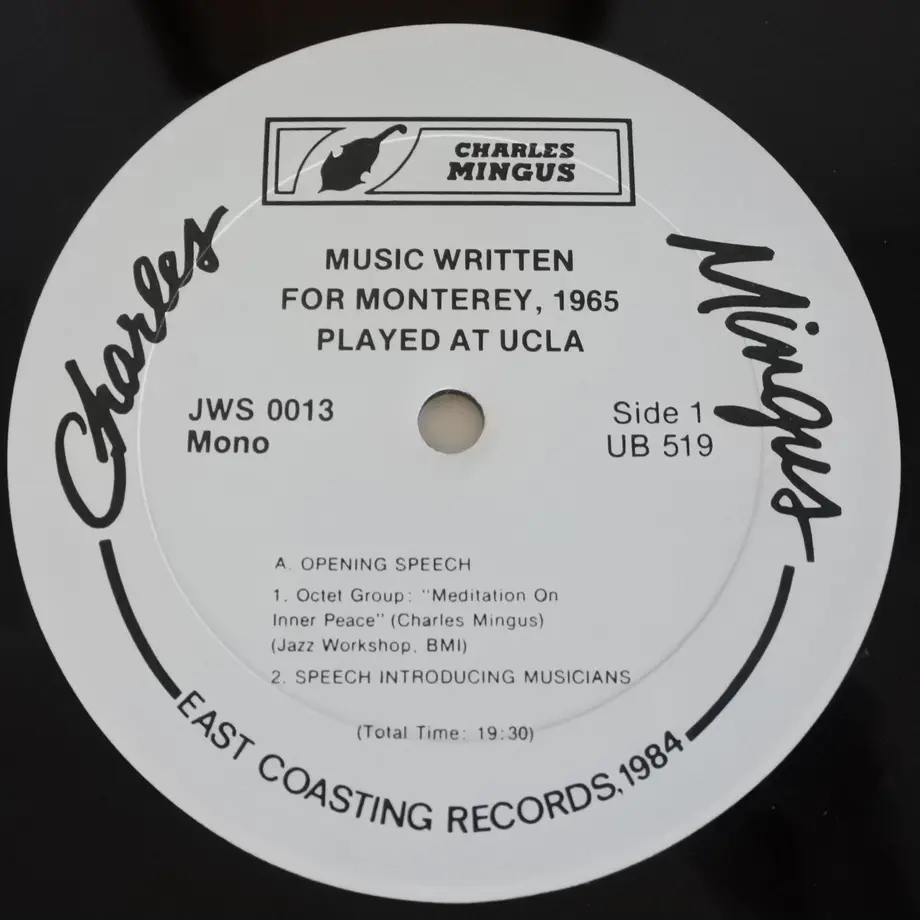 CHARLES
MINGUS
Charles
Mingus
MUSIC WRITTEN
FOR MONTEREY, 1965
PLAYED AT UCLA
JWS 0013
Mono
Side 1
UB 519
A. OPENING SPEECH
1. Octet Group: "Meditation On
Inner Peace" (Charles Mingus)
(Jazz Workshop, BMI)
2. SPEECH INTRODUCING MUSICIANS
(Total Time: 19:30)
EAST COASTING RECORDS, 1984